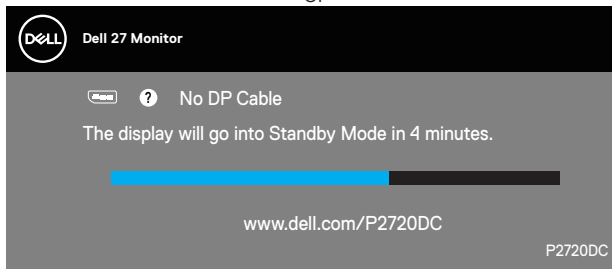 DELL
Dell 27 Monitor
? No DP Cable
The display will go into Standby Mode in 4 minutes.
www.dell.com/P2720DC
P2720DC